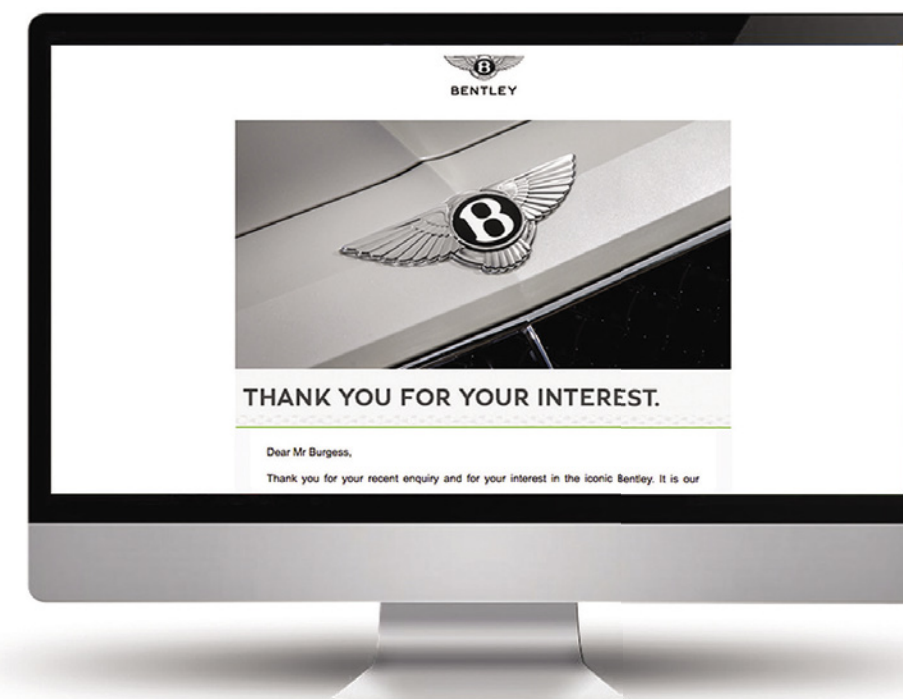 B
BENTLEY
B
THANK YOU FOR YOUR INTEREST.
Dear Mr Burgess,
Thank you for your recent enquiry and for your interest in the iconic Bentley. It is our